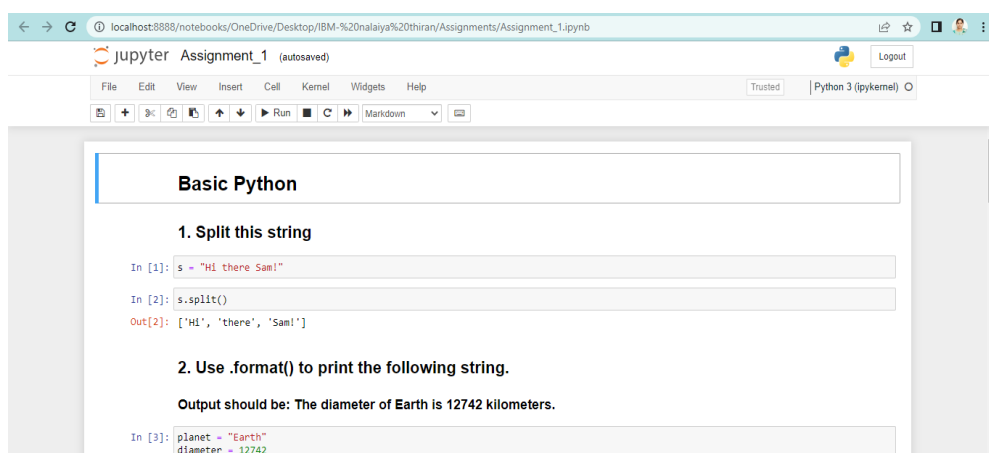 localhost:8888/notebooks/OneDrive/Desktop/IBM-%20nalaiya%20thiran/Assignments/Assignment_1.ipynb
jupyter Assignment_1 (autosaved)
Logout
File Edit View Insert Cell Kernel Widgets Help
Trusted
Python 3 (ipykernel)
Run
Markdown
Basic Python
1. Split this string
In [1]: s = "Hi there Sam!"
In [2]: s.split()
Out[2]: ['Hi', 'there', 'Sam!']
2. Use .format() to print the following string.
Output should be: The diameter of Earth is 12742 kilometers.
In [3]: planet = "Earth"
diameter = 12742